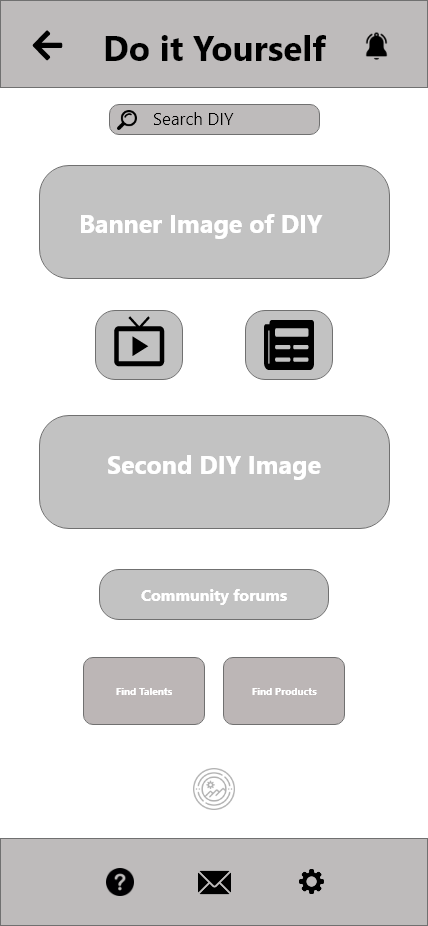 Do it Yourself
Search DIY
Banner Image of DIY
Second DIY Image
Community forums
Find Talents
Find Products
?